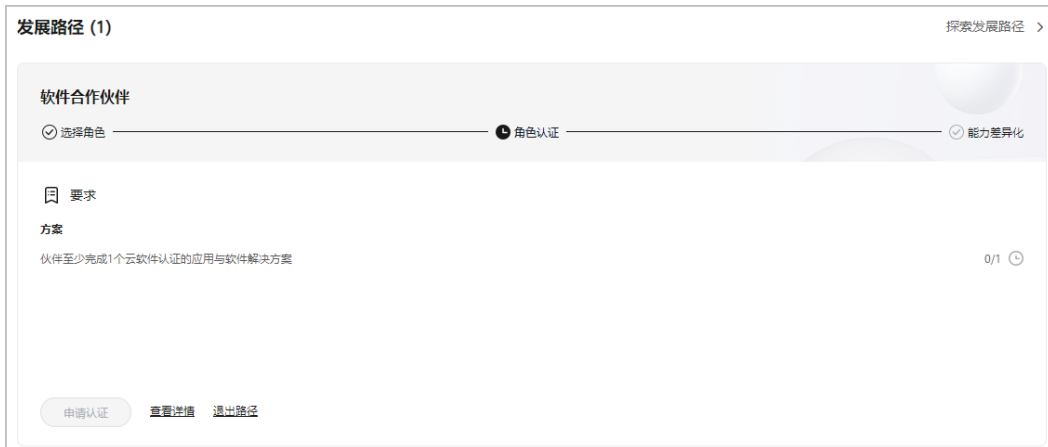 发展路径 (1)
探索发展路径
软件合作伙伴
选择角色
角色认证
能力差异化
要求
方案
伙伴至少完成1个云软件认证的应用与软件解决方案
0/1
申请认证
查看详情
退出路径